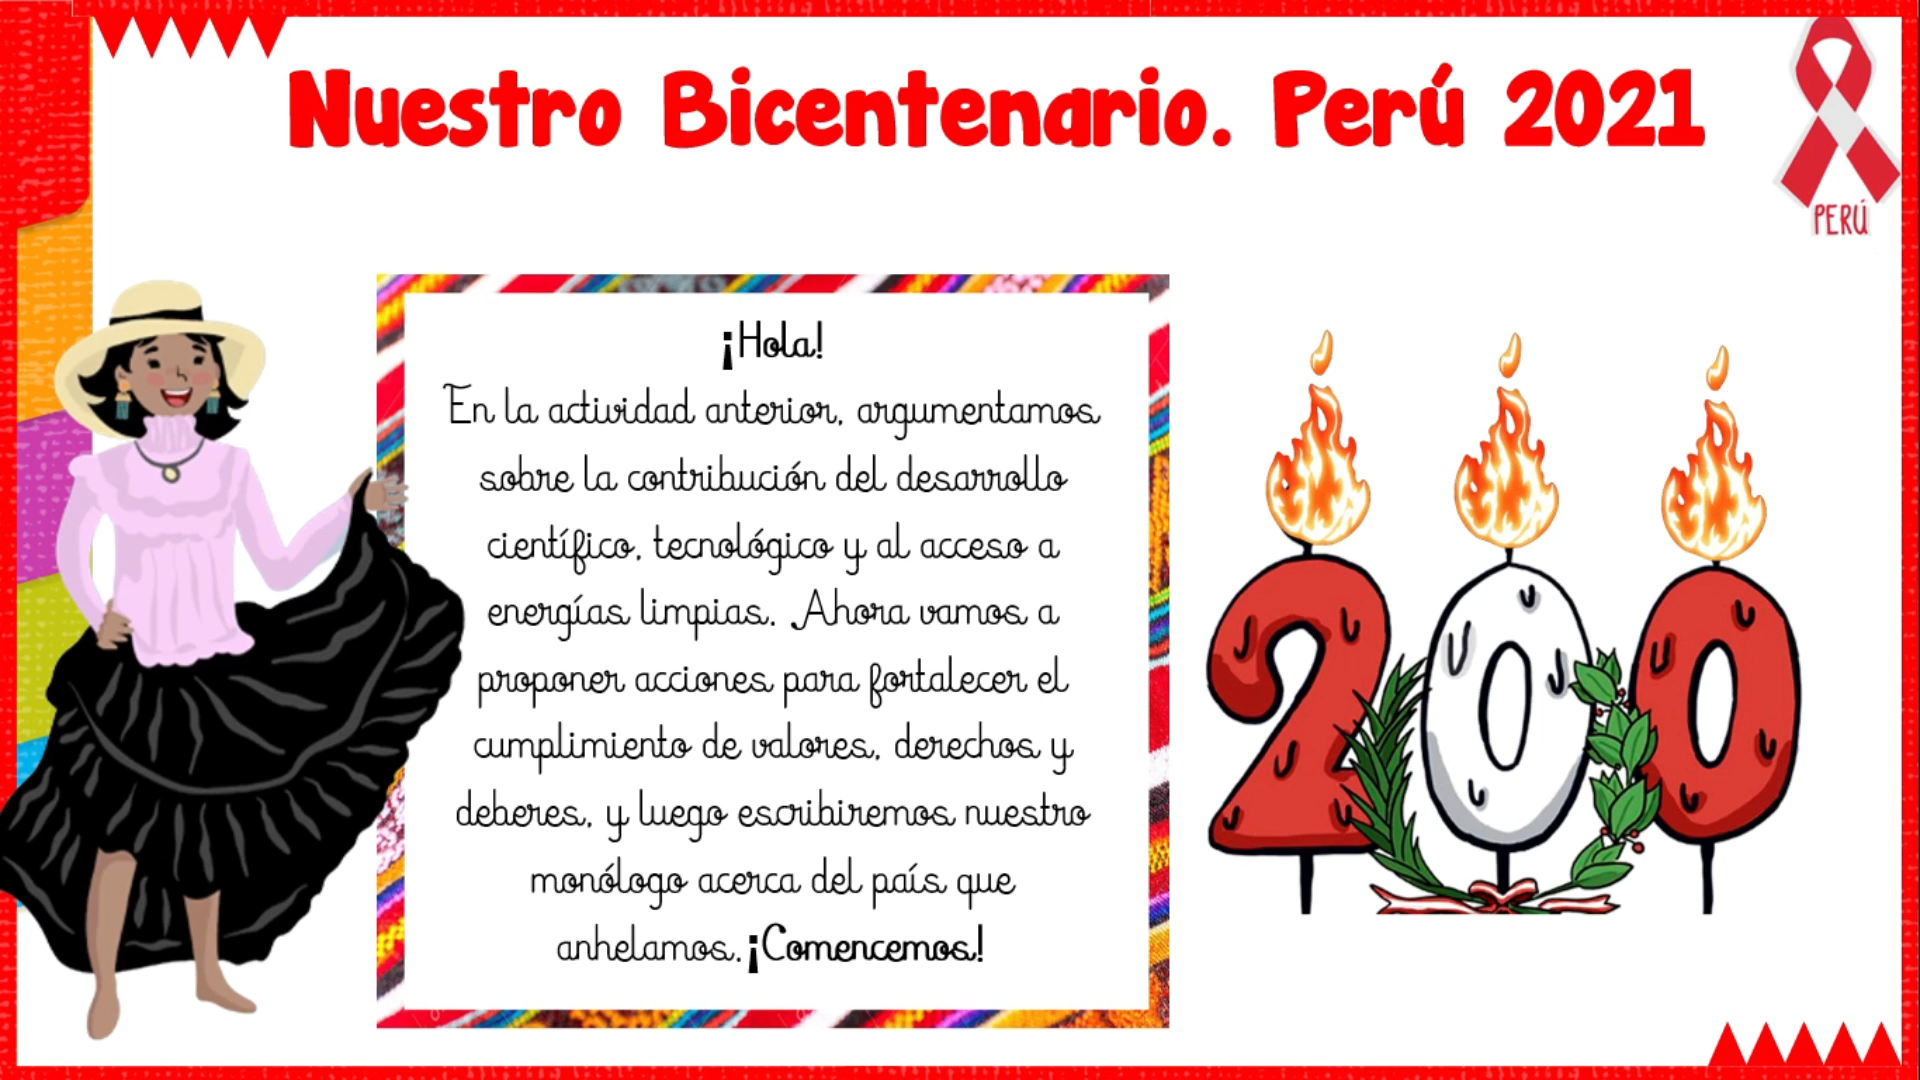 Nuestro Bicentenario. Perú 2021
PERÚ
¡Hola!
En la actividad anterior, argumentamos
sobre la contribución del desarrollo
científico, tecnológico y al acceso a
energías limpias. Ahora vamos a
proponer acciones para fortalecer el
cumplimiento de valores, derechos y
deberes, y luego escribiremos nuestro
monólogo acerca del país que
anhelamos. ¡Comencemos!
200